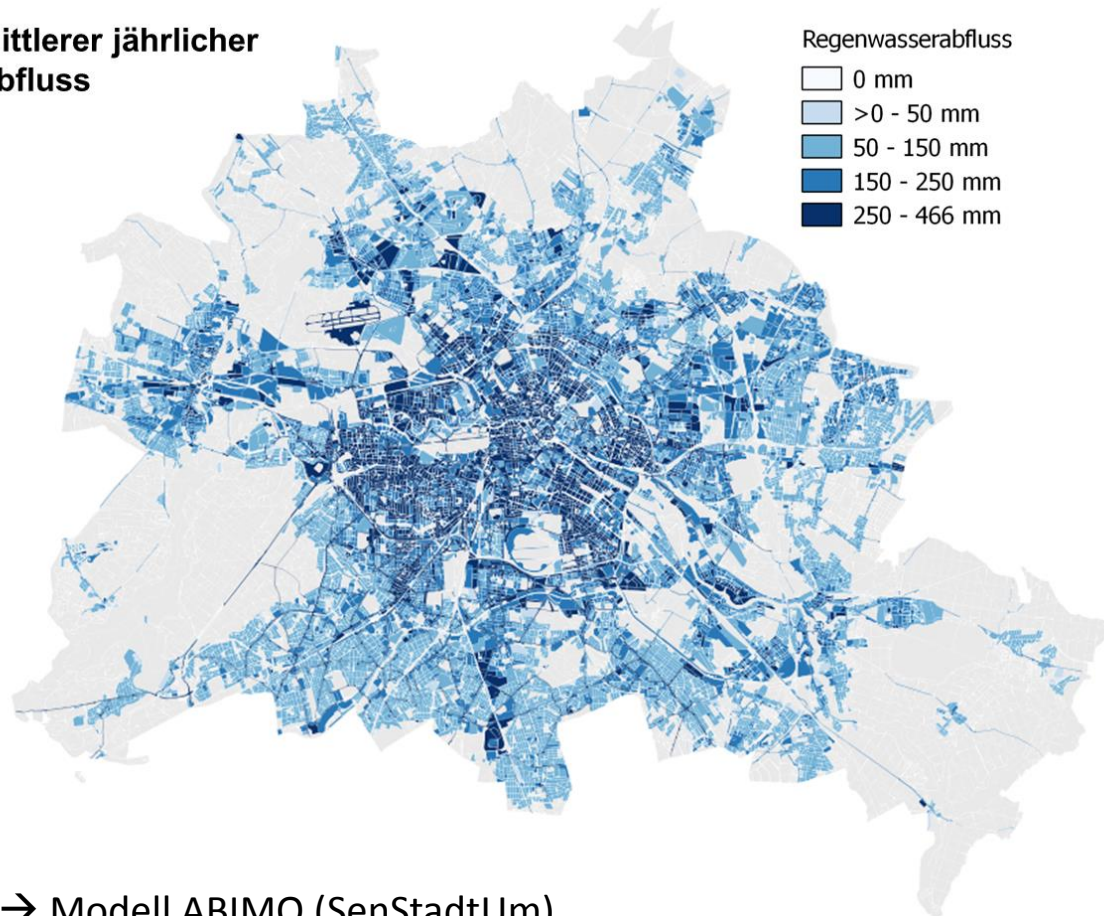 ittlerer jährlicher
bfluss
Regenwasserabfluss
0 mm
>0 - 50 mm
50 - 150 mm
150 - 250 mm
250 - 466 mm
→ Modell ABIMO (SenStadtUm)